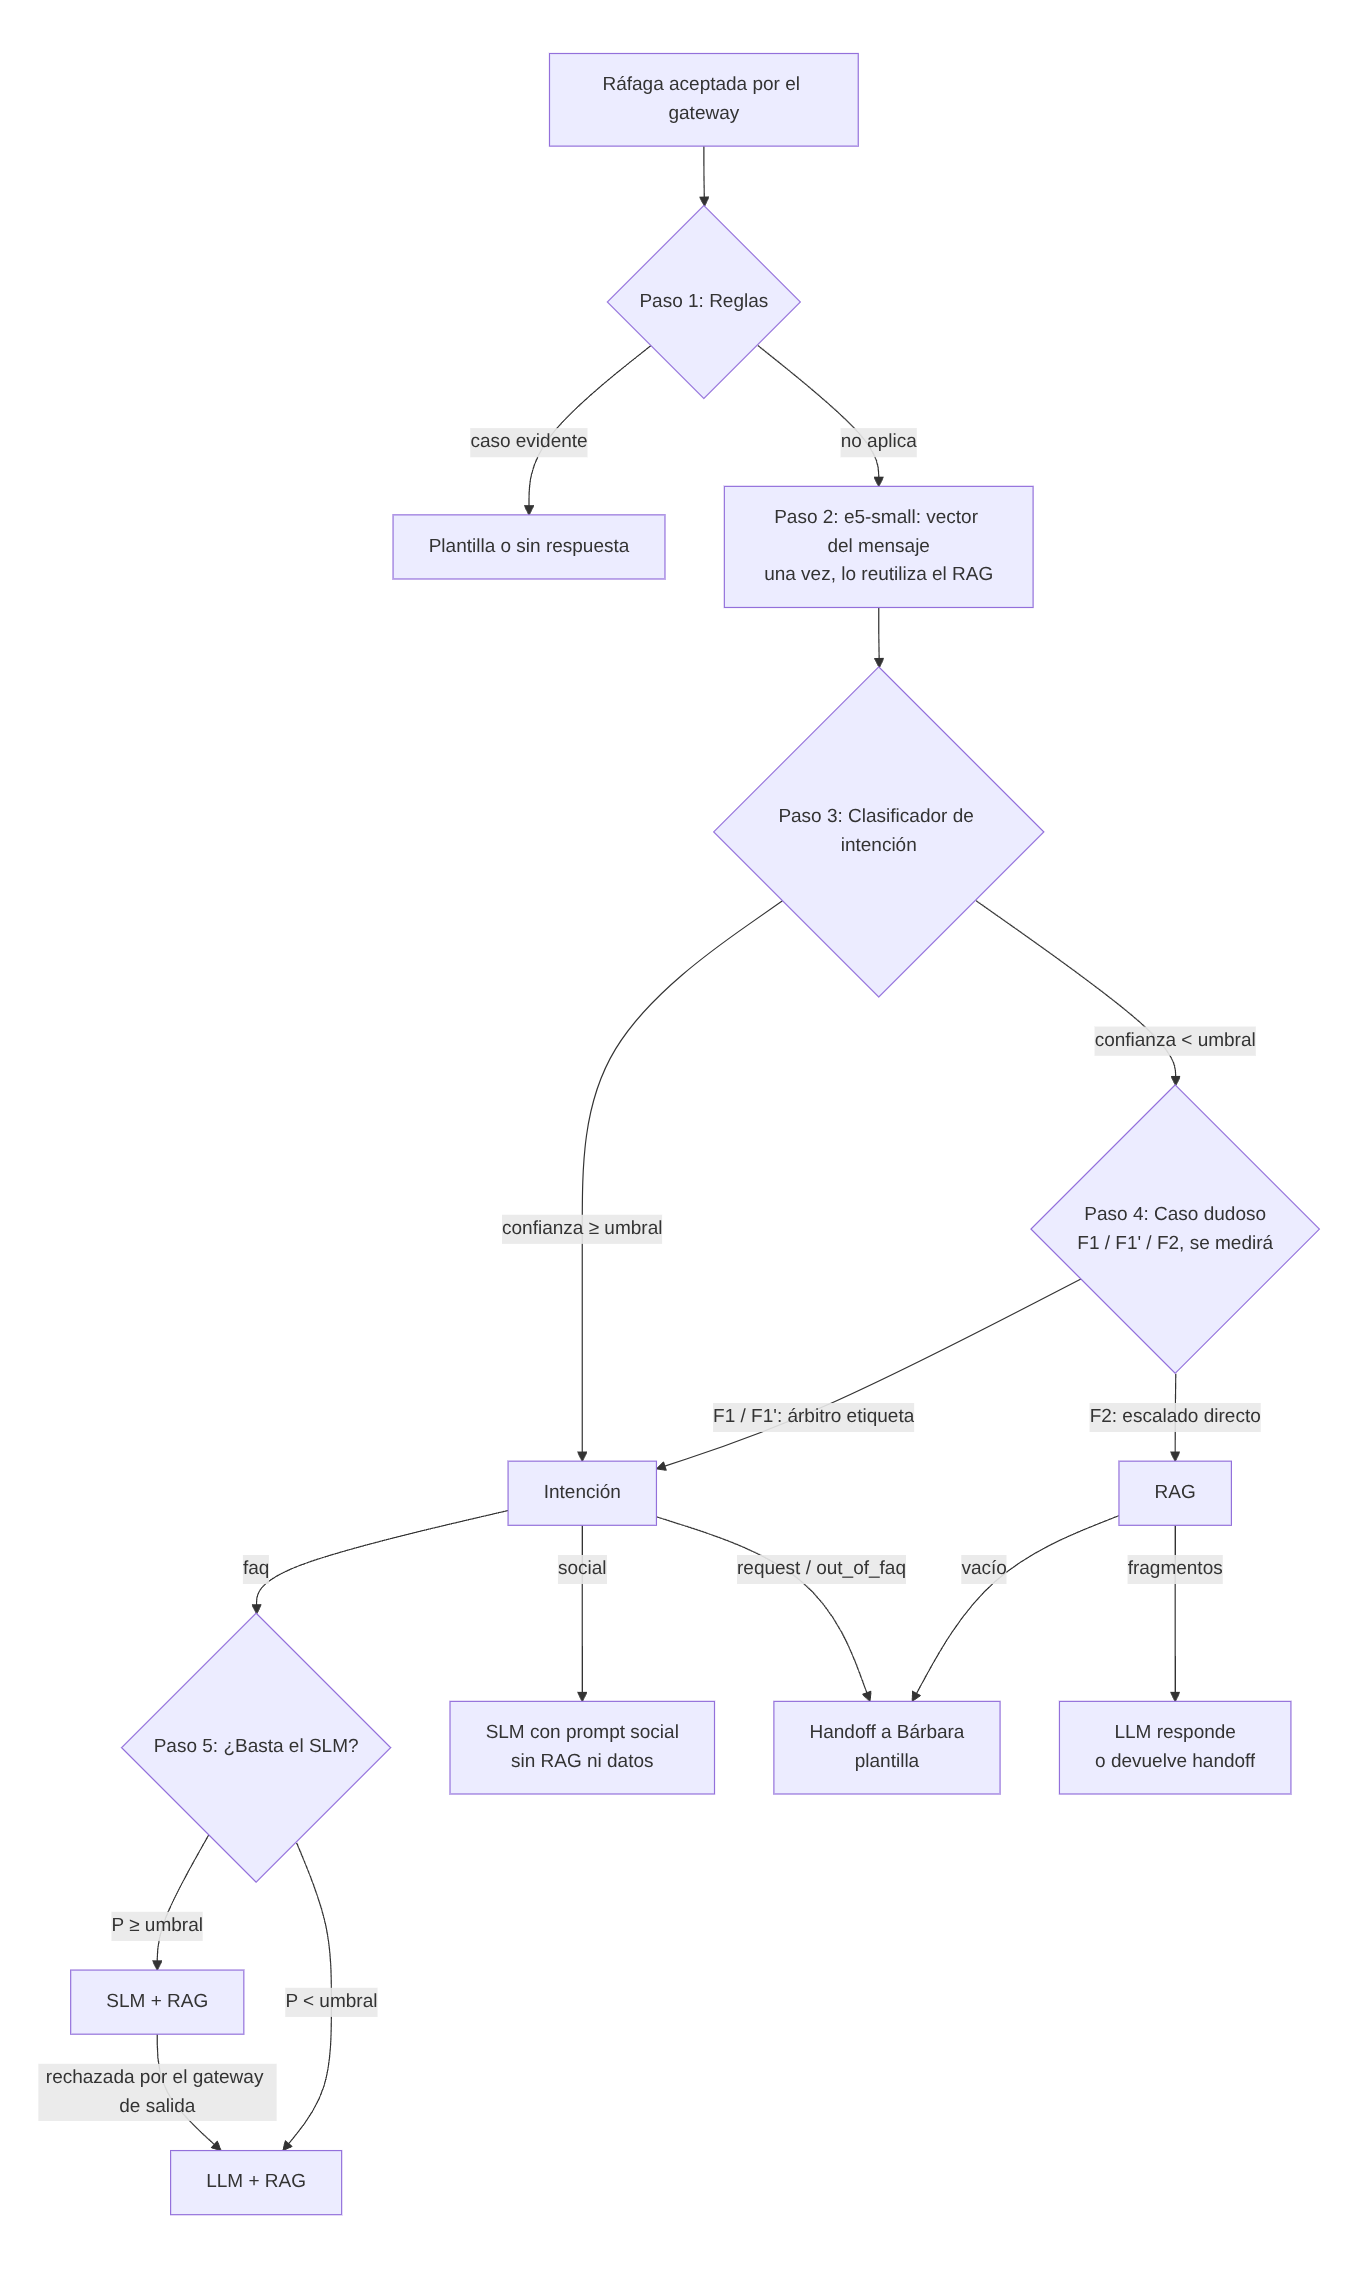 Ráfaga aceptada por el
gateway
Paso 1: Reglas
caso evidente
no aplica
Plantilla o sin respuesta
Paso 2: e5-small: vector
del mensaje
una vez, lo reutiliza el RAG
Paso 3: Clasificador de
intención
confianza < umbral
confianza ≥ umbral
Paso 4: Caso dudoso
F1 / F1' / F2, se medirá
F1 / F1': árbitro etiqueta
F2: escalado directo
Intención
RAG
faq
social
request / out_of_faq
vacío
fragmentos
Paso 5: ¿Basta el SLM?
SLM con prompt social
sin RAG ni datos
Handoff a Bárbara
plantilla
LLM responde
o devuelve handoff
P ≥ umbral
P < umbral
SLM + RAG
rechazada por el gateway
de salida
LLM + RAG